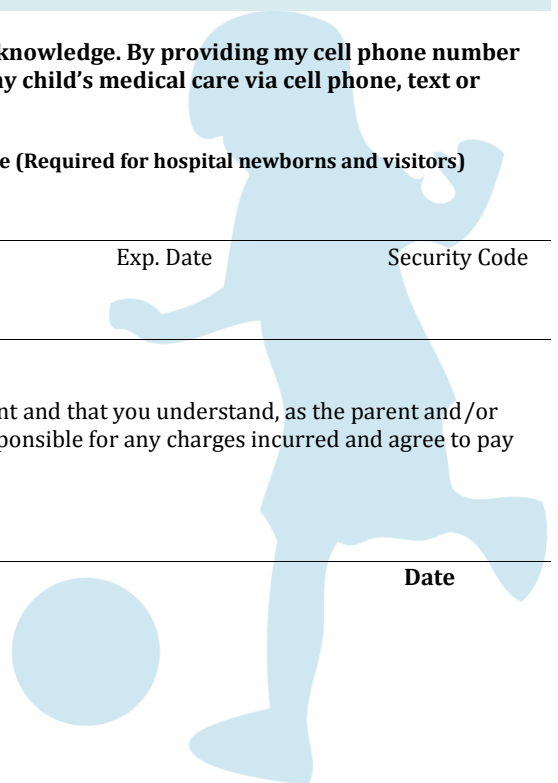 knowledge. By providing my cell phone number
y child's medical care via cell phone, text or
e (Required for hospital newborns and visitors)
Exp. Date Security Code
nt and that you understand, as the parent and/or
ponsible for any charges incurred and agree to pay
Date